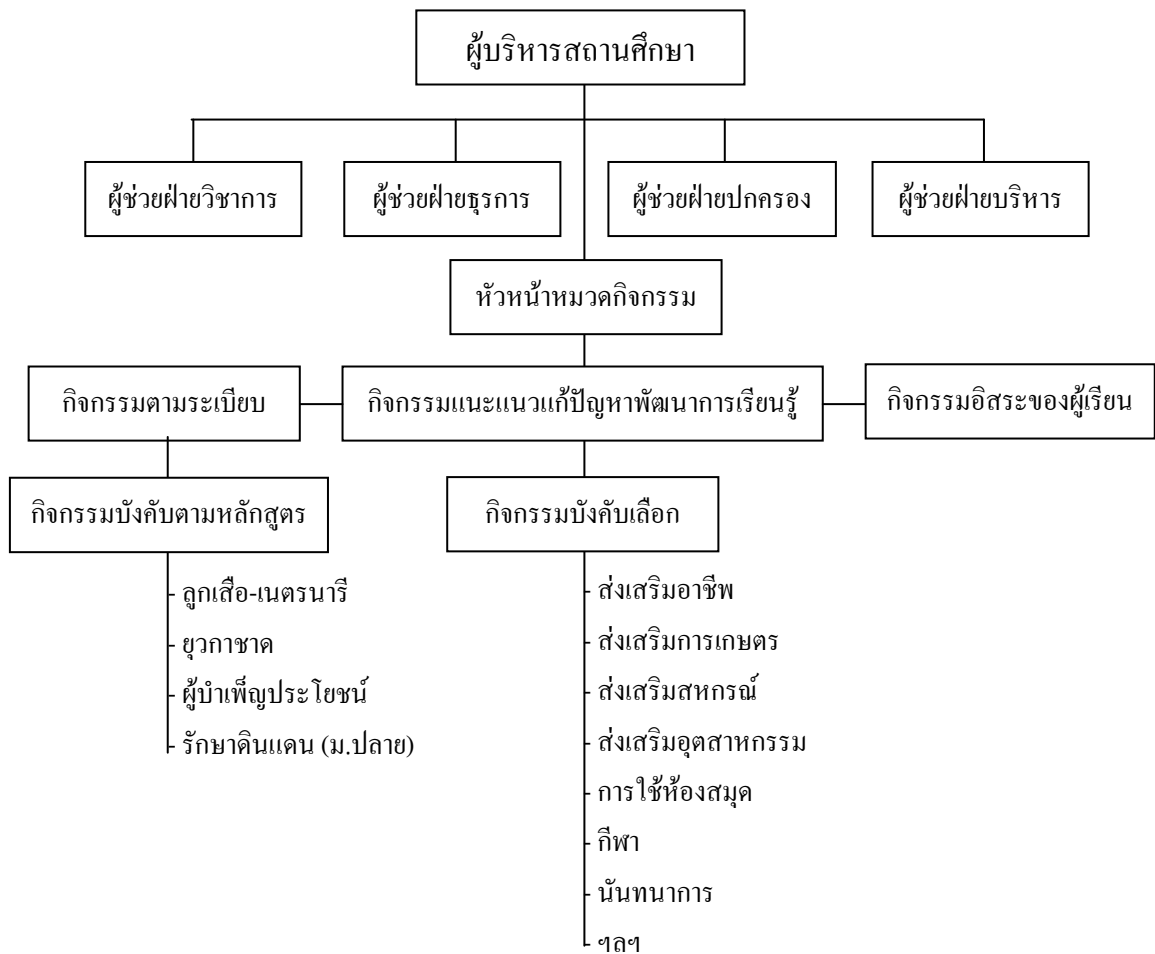 ผู้บริหารสถานศึกษา
ผู้ช่วยฝ่ายวิชาการ
ผู้ช่วยฝ่ายธุรการ
ผู้ช่วยฝ่ายปกครอง
ผู้ช่วยฝ่ายบริหาร
หัวหน้าหมวดกิจกรรม
กิจกรรมตามระเบียบ
กิจกรรมแนะแนวแก้ปัญหาพัฒนาการเรียนรู้
กิจกรรมอิสระของผู้เรียน
กิจกรรมบังคับตามหลักสูตร
กิจกรรมบังคับเลือก
- ลูกเสือ-เนตรนารี
- ยุวกาชาด
- ผู้บำเพ็ญประโยชน์
- รักษาดินแดน (ม.ปลาย)
- ส่งเสริมอาชีพ
- ส่งเสริมการเกษตร
- ส่งเสริมสหกรณ์
- ส่งเสริมอุตสาหกรรม
- การใช้ห้องสมุด
- กีฬา
- นันทนาการ
- ฯลฯ